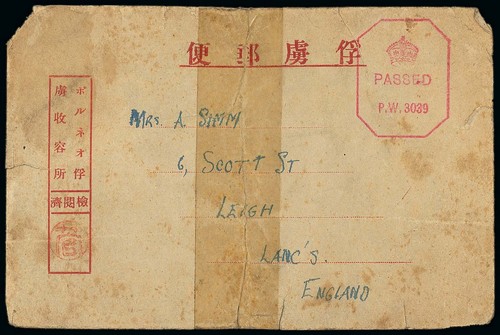 俘虜郵便
PASSED
P.W. 3039
ボルネオ俘
虜收容所
檢閱濟
MRS. A. SIMM
6, SCOTT ST
LEIGH
LANC'S.
ENGLAND